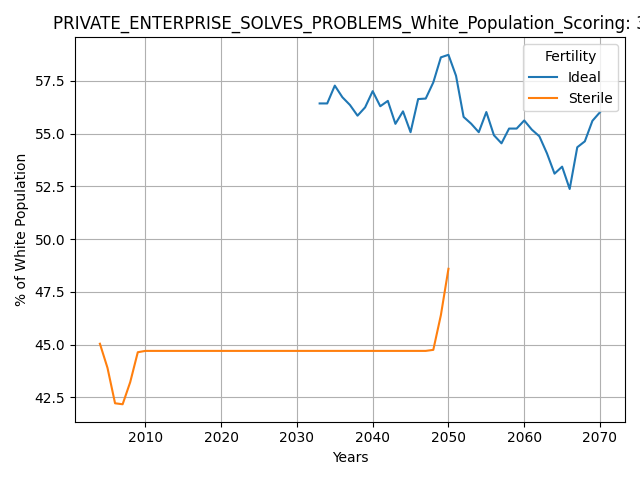 PRIVATE_ENTERPRISE_SOLVES_PROBLEMS_White_Population_Scoring: 3
Fertility
Ideal
Sterile
% of White Population
57.5
55.0
52.5
50.0
47.5
45.0
42.5
2010 2020 2030 2040 2050 2060 2070
Years